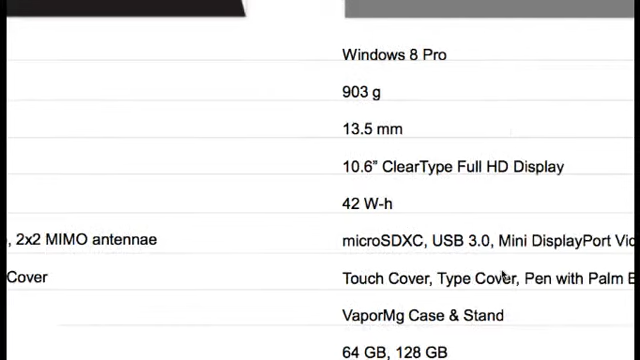 Windows 8 Pro
903 g
13.5 mm
10.6” ClearType Full HD Display
42 W-h
, 2x2 MIMO antennae
microSDXC, USB 3.0, Mini DisplayPort
Cover
Touch Cover, Type Cover, Pen with Palm
VaporMg Case & Stand
64 GB, 128 GB